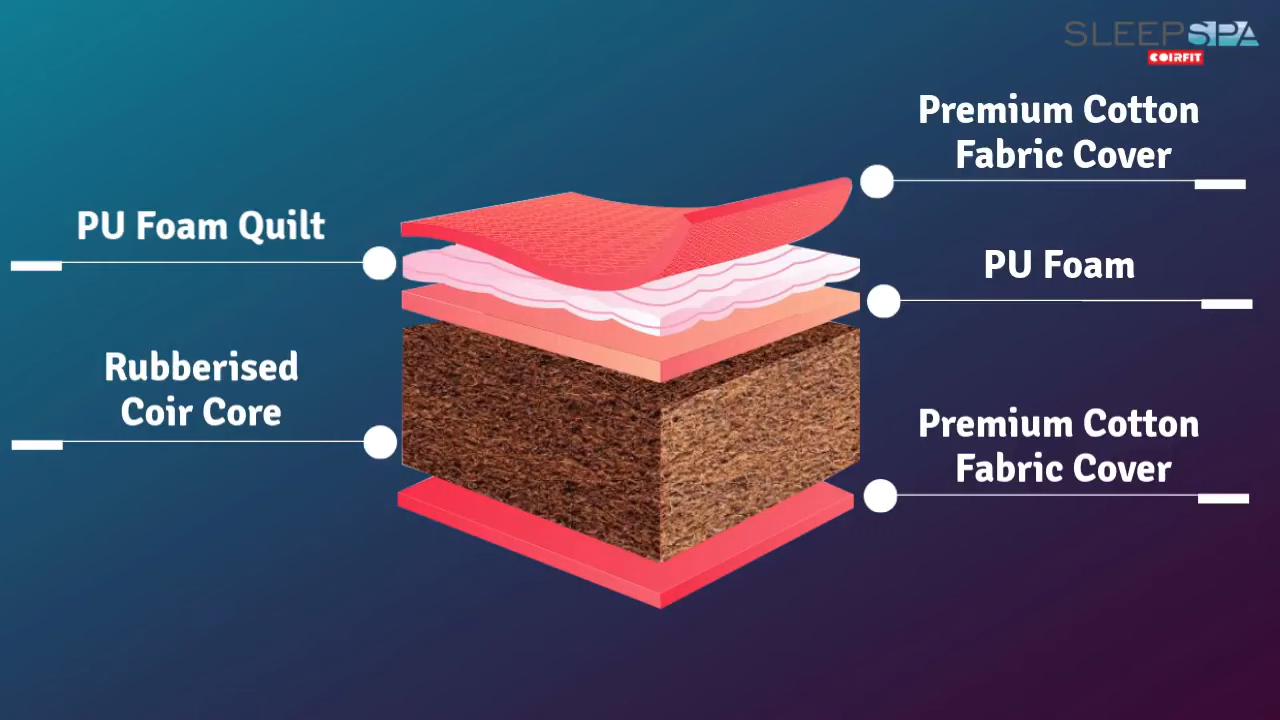 SLEEPSPA
COIRFIT
Premium Cotton
Fabric Cover
PU Foam Quilt
PU Foam
Rubberised
Coir Core
Premium Cotton
Fabric Cover